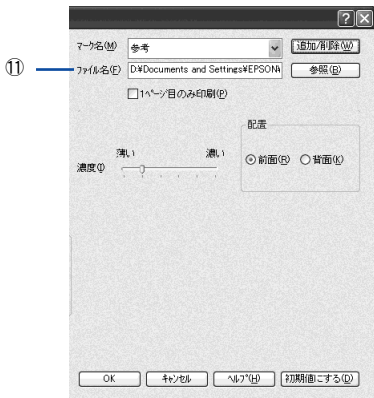 マーク名(M) 参考 追加/削除(W)
⑪ ファイル名(F) D:¥Documents and Settings¥EPSON¥ 参照(B)
1ページ目のみ印刷(P)
配置
薄い 濃い
濃度(I) 前面(R) 背面(K)
OK キャンセル ヘルプ(H) 初期値にする(D)